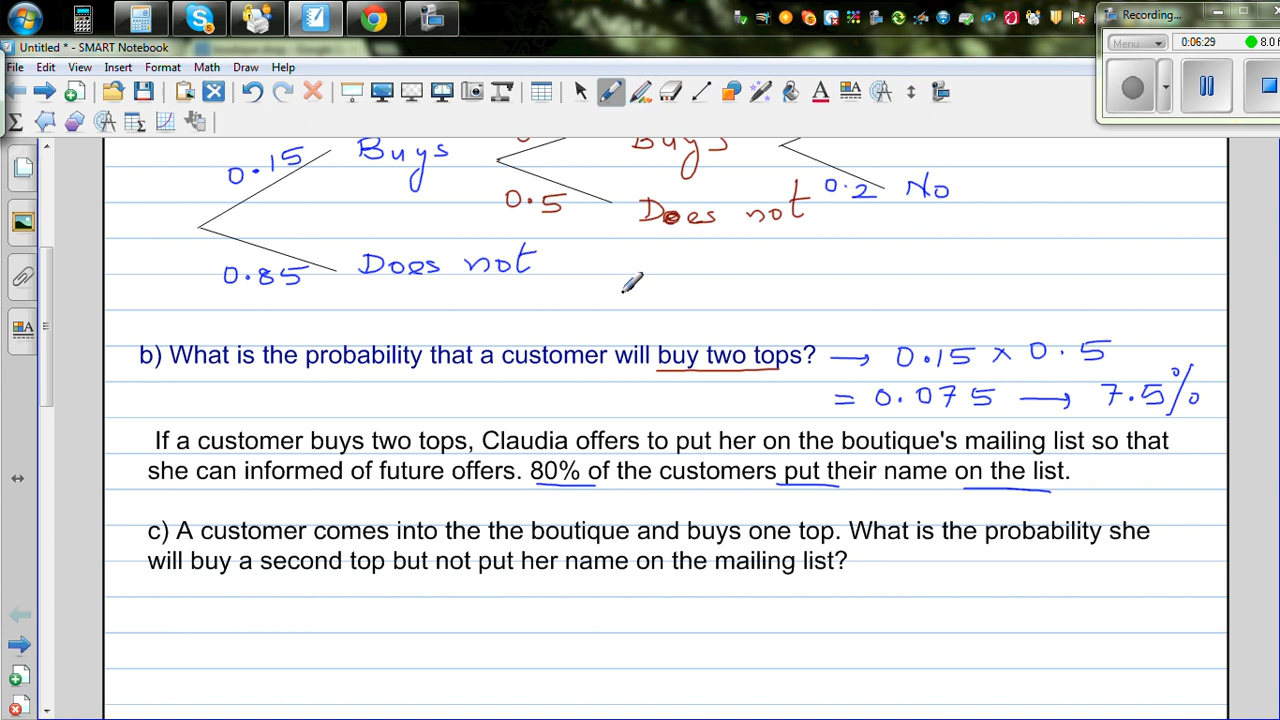 Untitled * - SMART Notebook
Recording...
File Edit View Insert Format Math Draw Help
Menu 0:06:29 8.0
0.15 Buys Buys
0.5 Does not 0.2 No
0.85 Does not
b) What is the probability that a customer will buy two tops? → 0.15 × 0.5
= 0.075 → 7.5%
If a customer buys two tops, Claudia offers to put her on the boutique's mailing list so that
she can informed of future offers. 80% of the customers put their name on the list.
c) A customer comes into the the boutique and buys one top. What is the probability she
will buy a second top but not put her name on the mailing list?